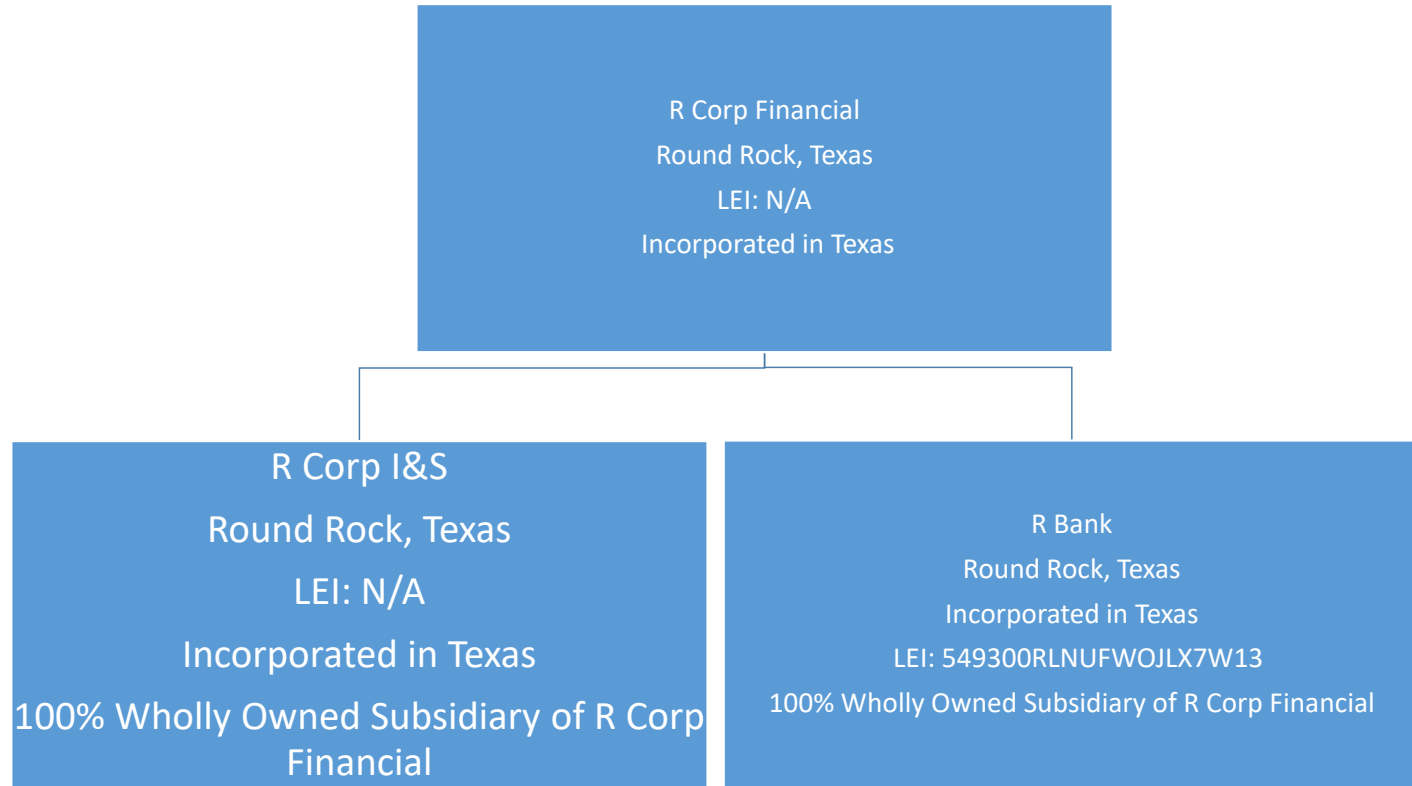 R Corp Financial
Round Rock, Texas
LEI: N/A
Incorporated in Texas
R Corp I&S
Round Rock, Texas
LEI: N/A
Incorporated in Texas
100% Wholly Owned Subsidiary of R Corp
Financial
R Bank
Round Rock, Texas
Incorporated in Texas
LEI: 549300RLNUFWOJLX7W13
100% Wholly Owned Subsidiary of R Corp Financial